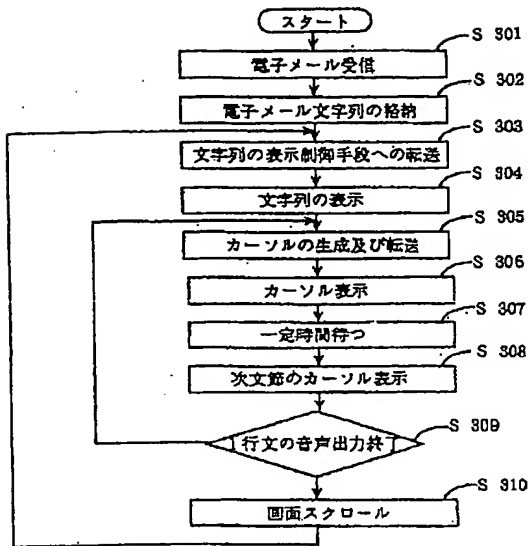 スタート
S 301
電子メール受信
S 302
電子メール文字列の格納
S 303
文字列の表示制御手段への転送
S 304
文字列の表示
S 305
カーソルの生成及び転送
S 306
カーソル表示
S 307
一定時間待つ
S 308
次文節のカーソル表示
S 309
行文の音声出力終了
S 310
画面スクロール